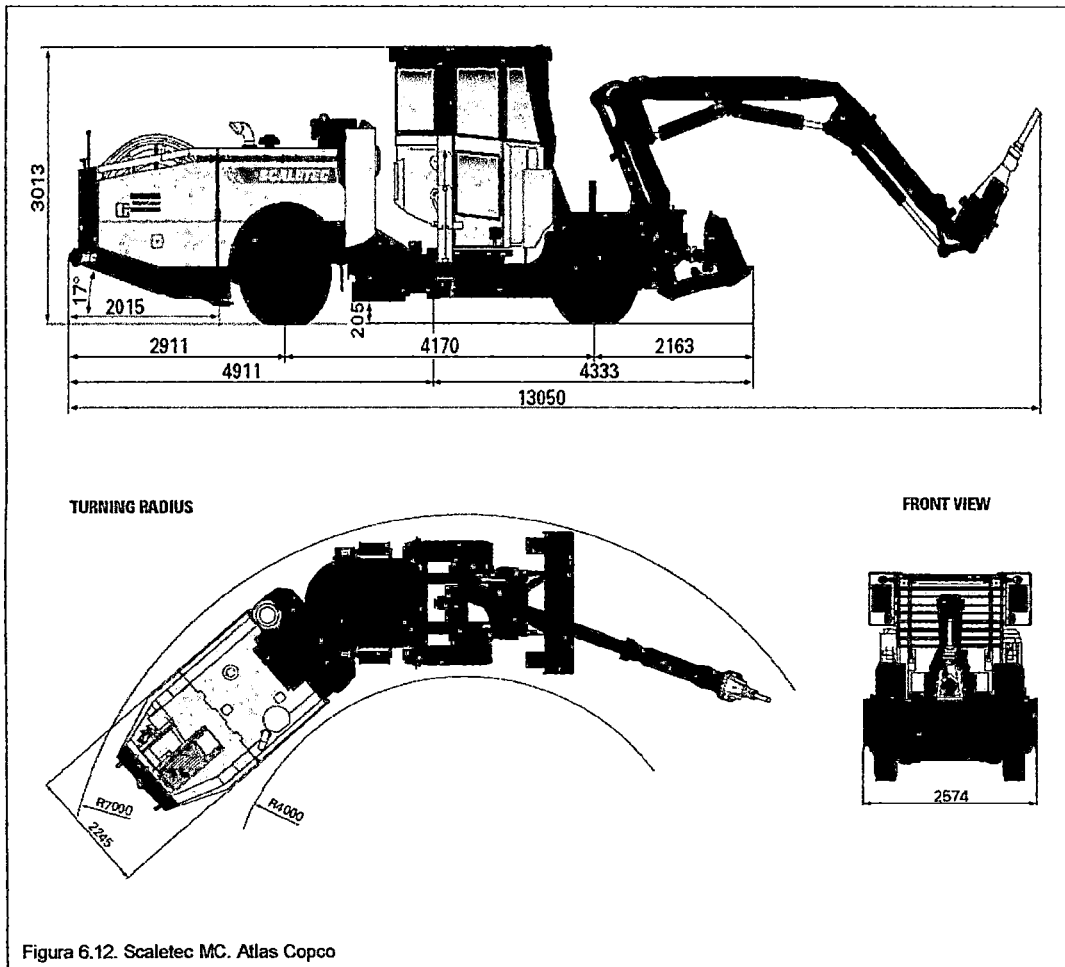 SCALETEC
3013
17°
2015
205
2911
4170
2163
4911
4333
13050
TURNING RADIUS
FRONT VIEW
R7000
R4000
2245
2574
Figura 6.12. Scaletec MC. Atlas Copco